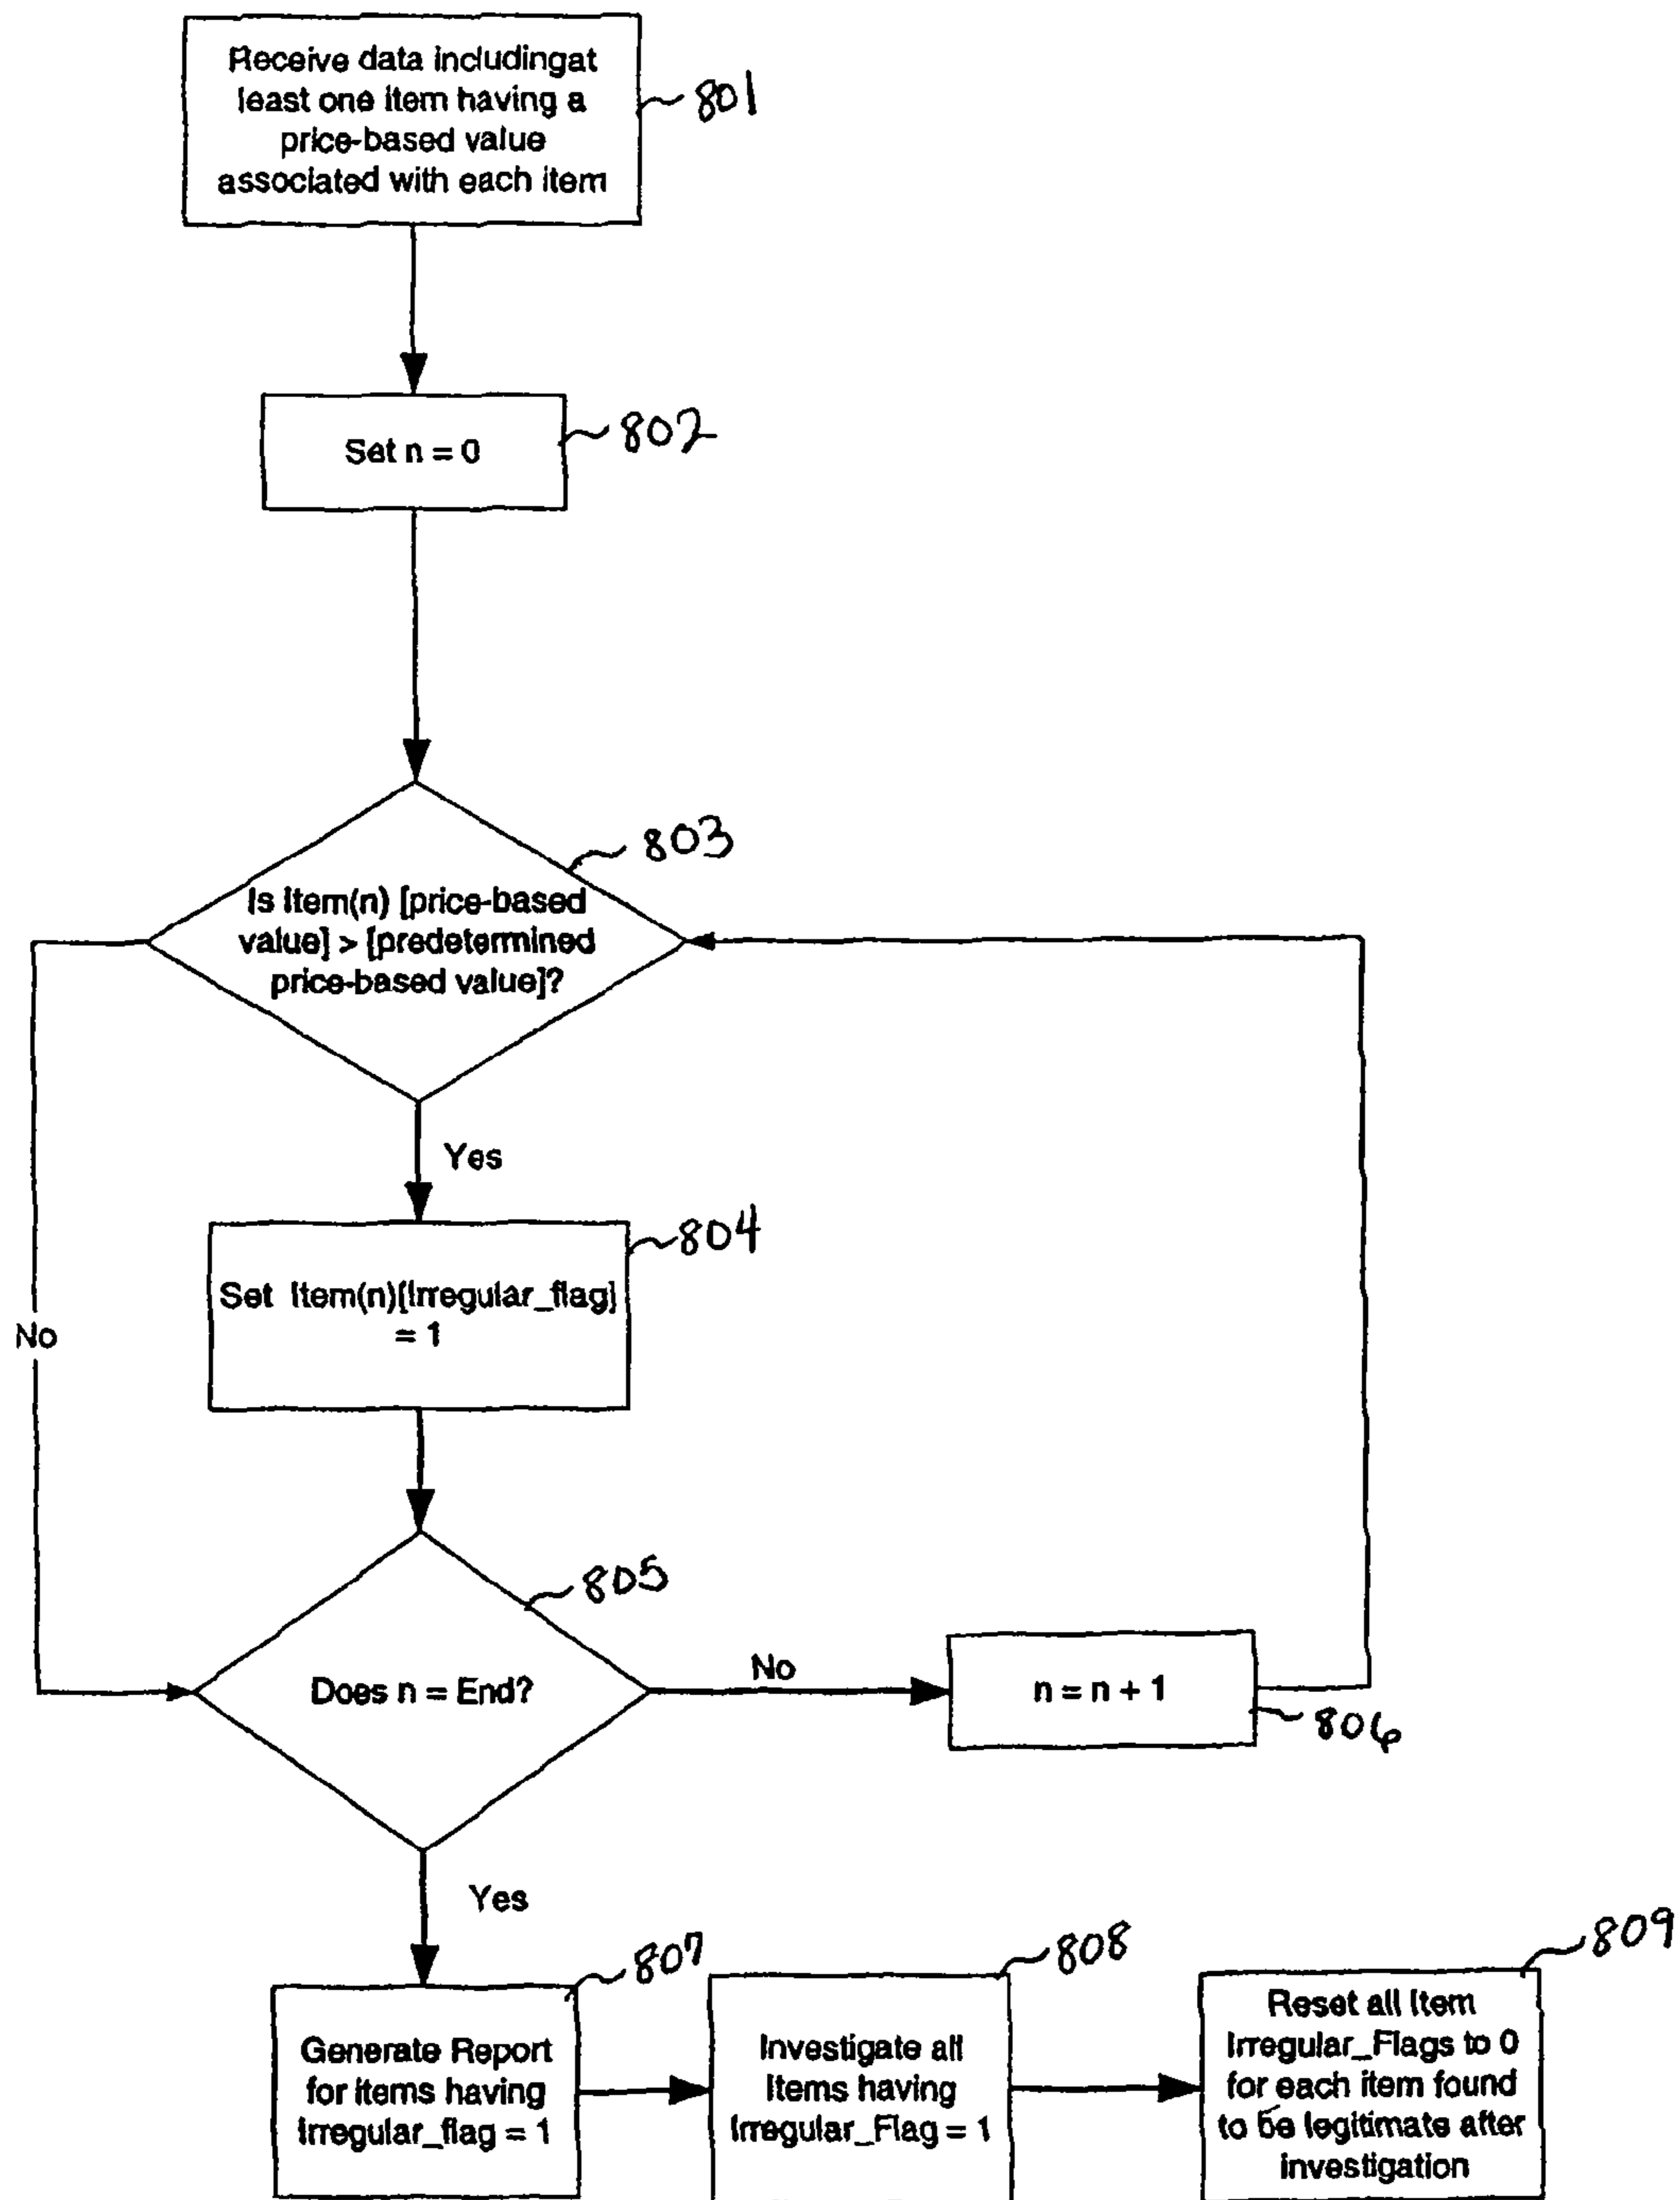 Receive data includingat
least one item having a
price-based value
associated with each item
801
Set n = 0
802
803
Is Item(n) [price-based
value] > [predetermined
price-based value]?
Yes
804
Set Item(n)[Irregular_flag]
= 1
No
805
Does n = End?
No
n = n + 1
806
Yes
807
Generate Report
for items having
Irregular_flag = 1
808
Investigate all
Items having
Irregular_Flag = 1
809
Reset all Item
Irregular_Flags to 0
for each item found
to be legitimate after
investigation